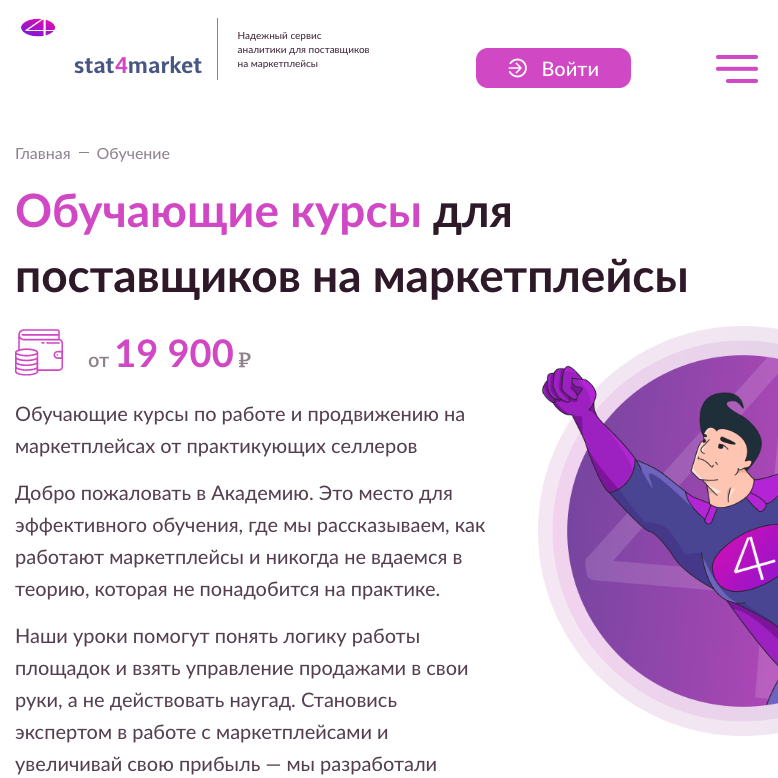 4
stat4market
Надежный сервис
аналитики для поставщиков
на маркетплейсы
Войти
Главная — Обучение
Обучающие курсы для
поставщиков на маркетплейсы
от 19 900 ₽
Обучающие курсы по работе и продвижению на
маркетплейсах от практикующих селлеров
Добро пожаловать в Академию. Это место для
эффективного обучения, где мы рассказываем, как
работают маркетплейсы и никогда не вдаемся в
теорию, которая не понадобится на практике.
4
Наши уроки помогут понять логику работы
площадок и взять управление продажами в свои
руки, а не действовать наугад. Становись
экспертом в работе с маркетплейсами и
увеличивай свою прибыль — мы разработали